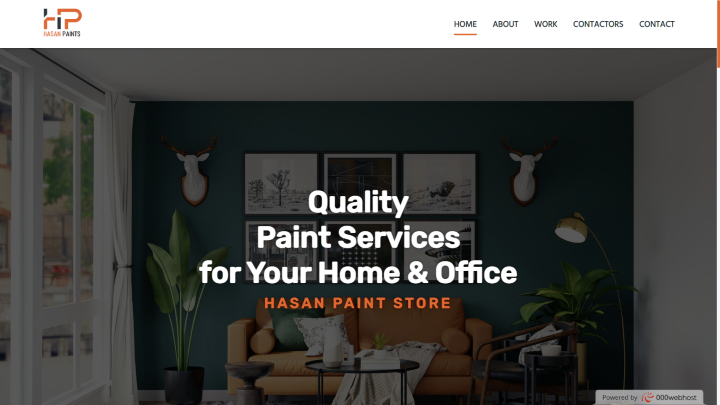 HP
HASAN PAINTS
HOME ABOUT WORK CONTACTORS CONTACT
Quality
Paint Services
for Your Home & Office
HASAN PAINT STORE
Powered by 000webhost